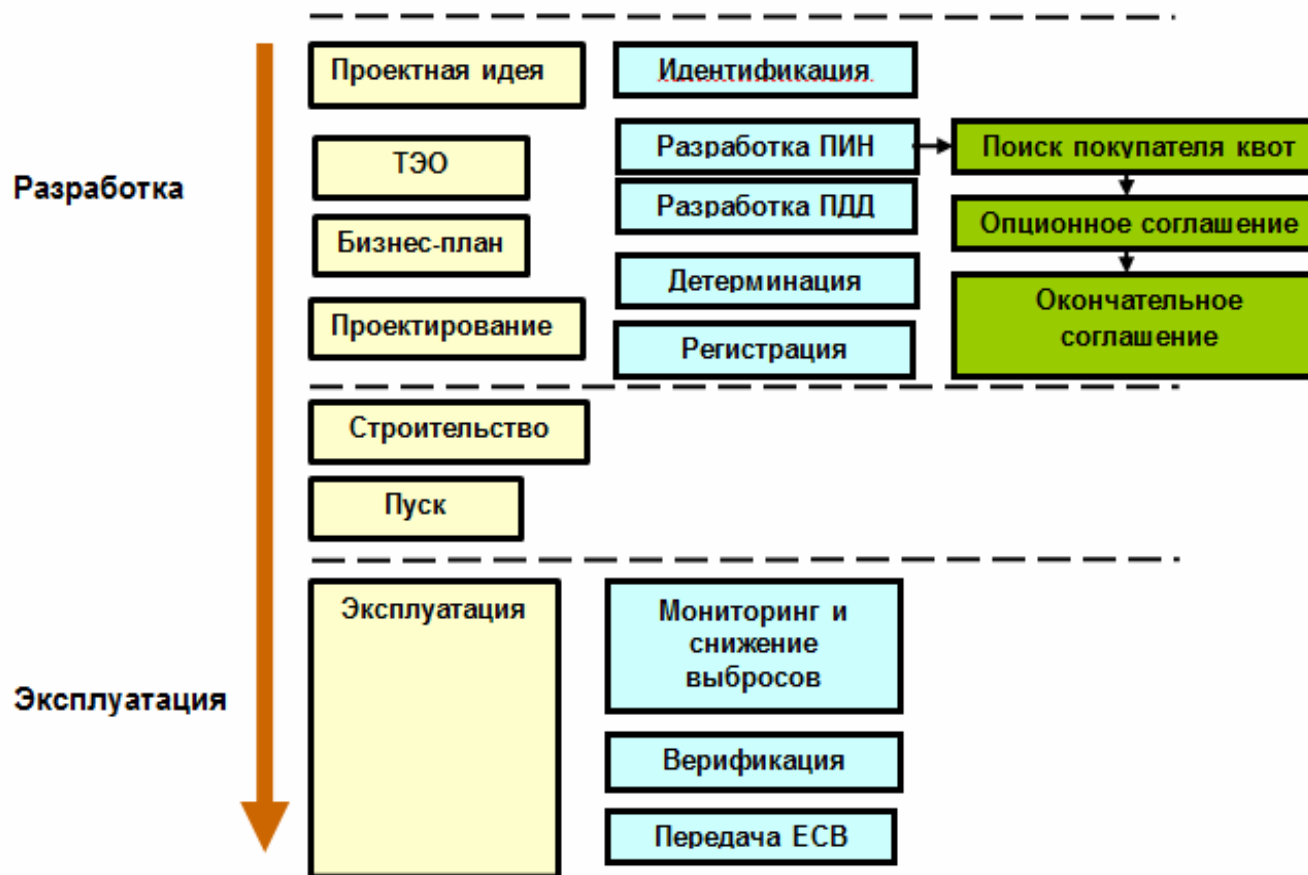 Проектная идея
Идентификация
Разработка ПИН
Поиск покупателя квот
ТЭО
Разработка
Разработка ПДД
Опционное соглашение
Бизнес-план
Детерминация
Окончательное
соглашение
Проектирование
Регистрация
Строительство
Пуск
Эксплуатация
Мониторинг и
снижение
выбросов
Эксплуатация
Верификация
Передача ЕСВ